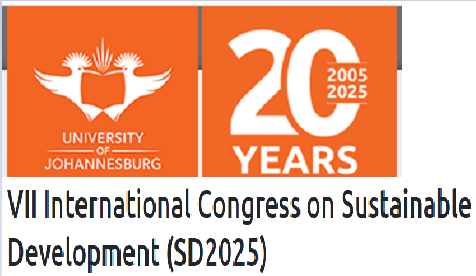 UNIVERSITY
OF
JOHANNESBURG
20
2005
2025
YEARS
VII International Congress on Sustainable
Development (SD2025)